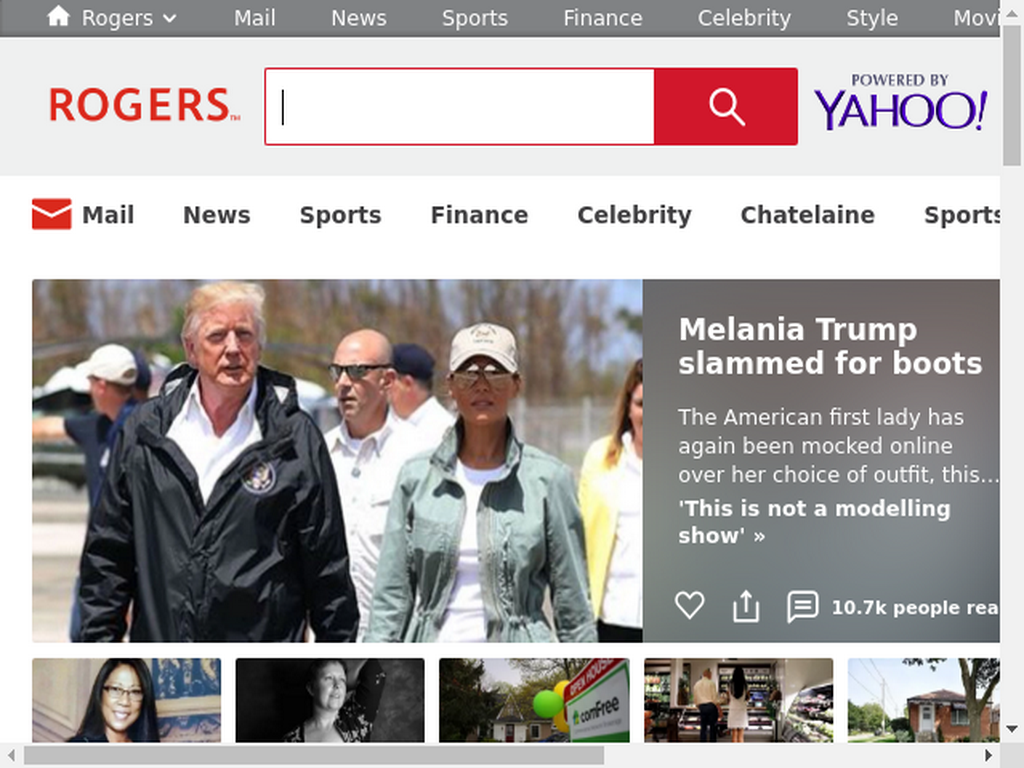 Rogers Mail News Sports Finance Celebrity Style Movi
ROGERS™
POWERED BY
YAHOO!
Mail News Sports Finance Celebrity Chatelaine Sports
Melania Trump
slammed for boots
The American first lady has
again been mocked online
over her choice of outfit, this...
'This is not a modelling
show' »
10.7k people rea
OPEN HOUSE
comFree